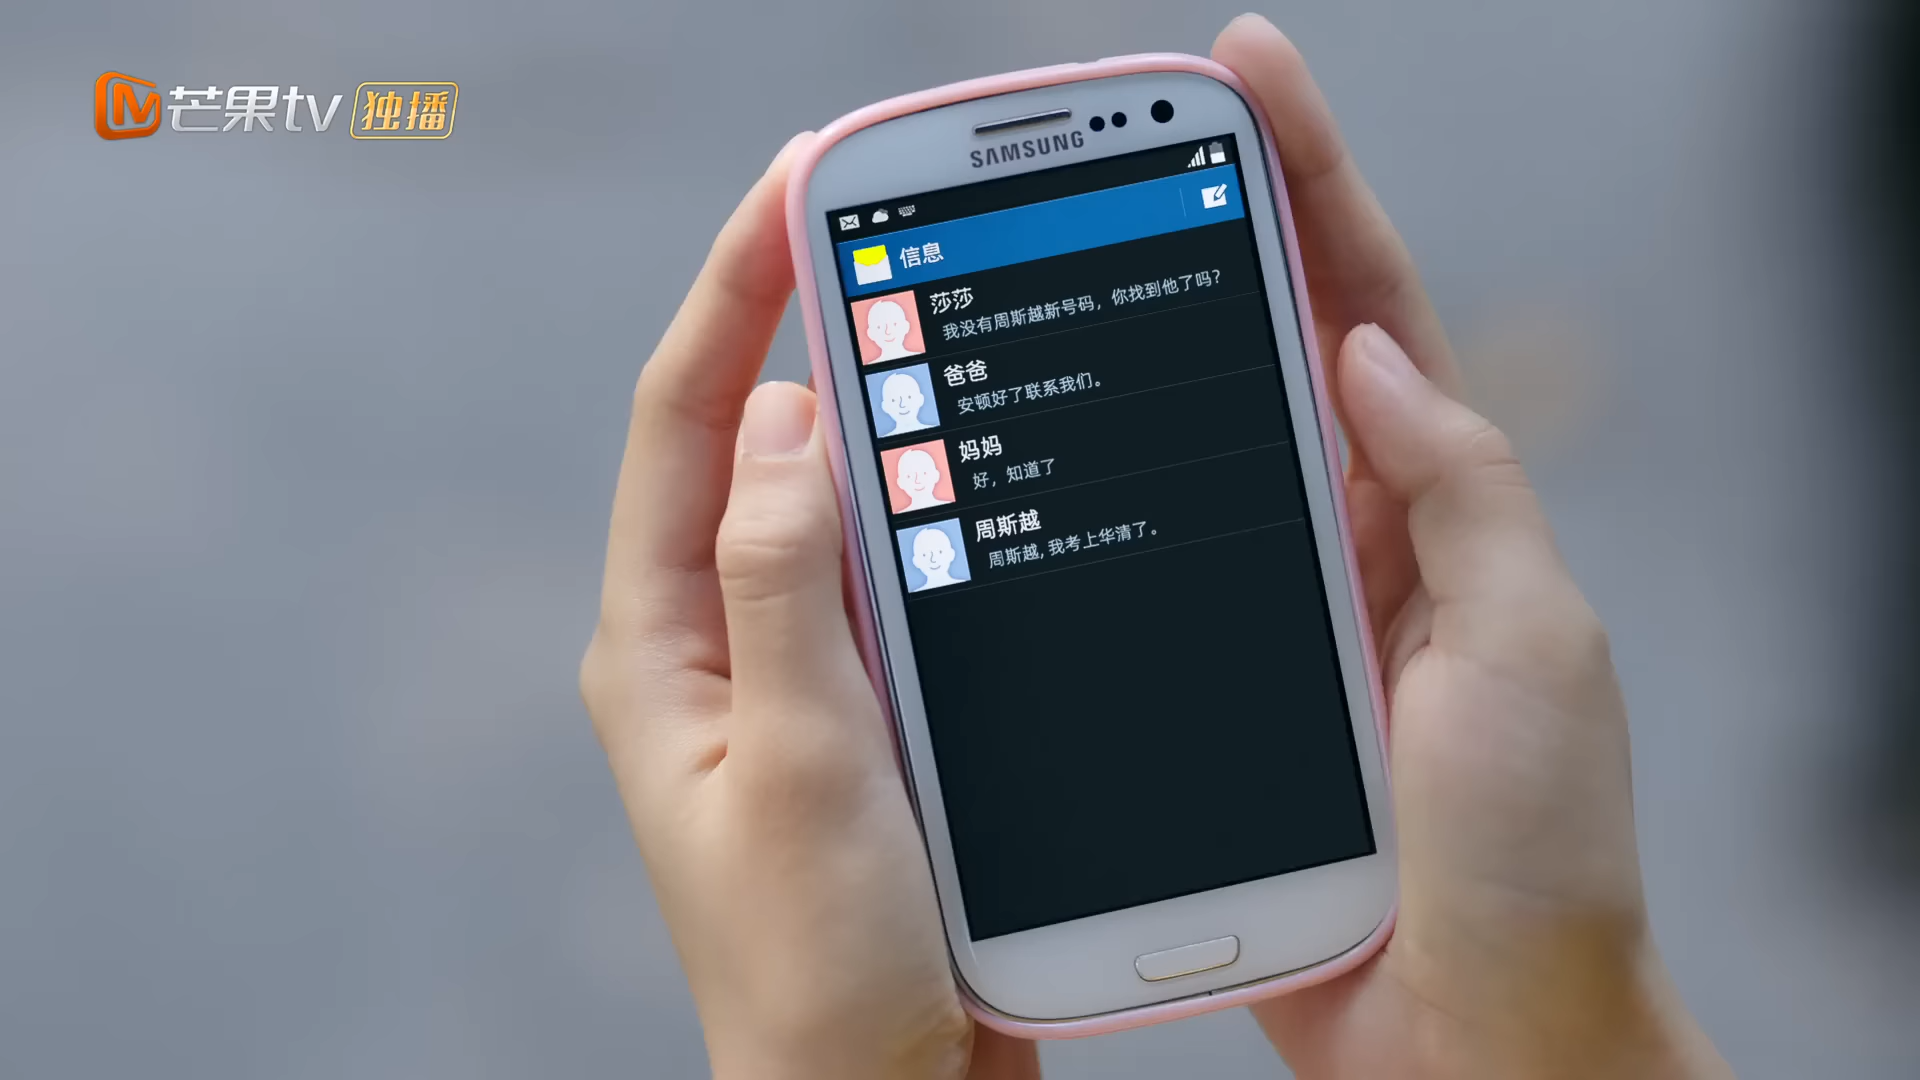 芒果tv 独播
SAMSUNG
信息
莎莎
我没有周斯越新号码，你找到他了吗？
爸爸
安顿好了联系我们。
妈妈
好，知道了
周斯越
周斯越,我考上华清了。